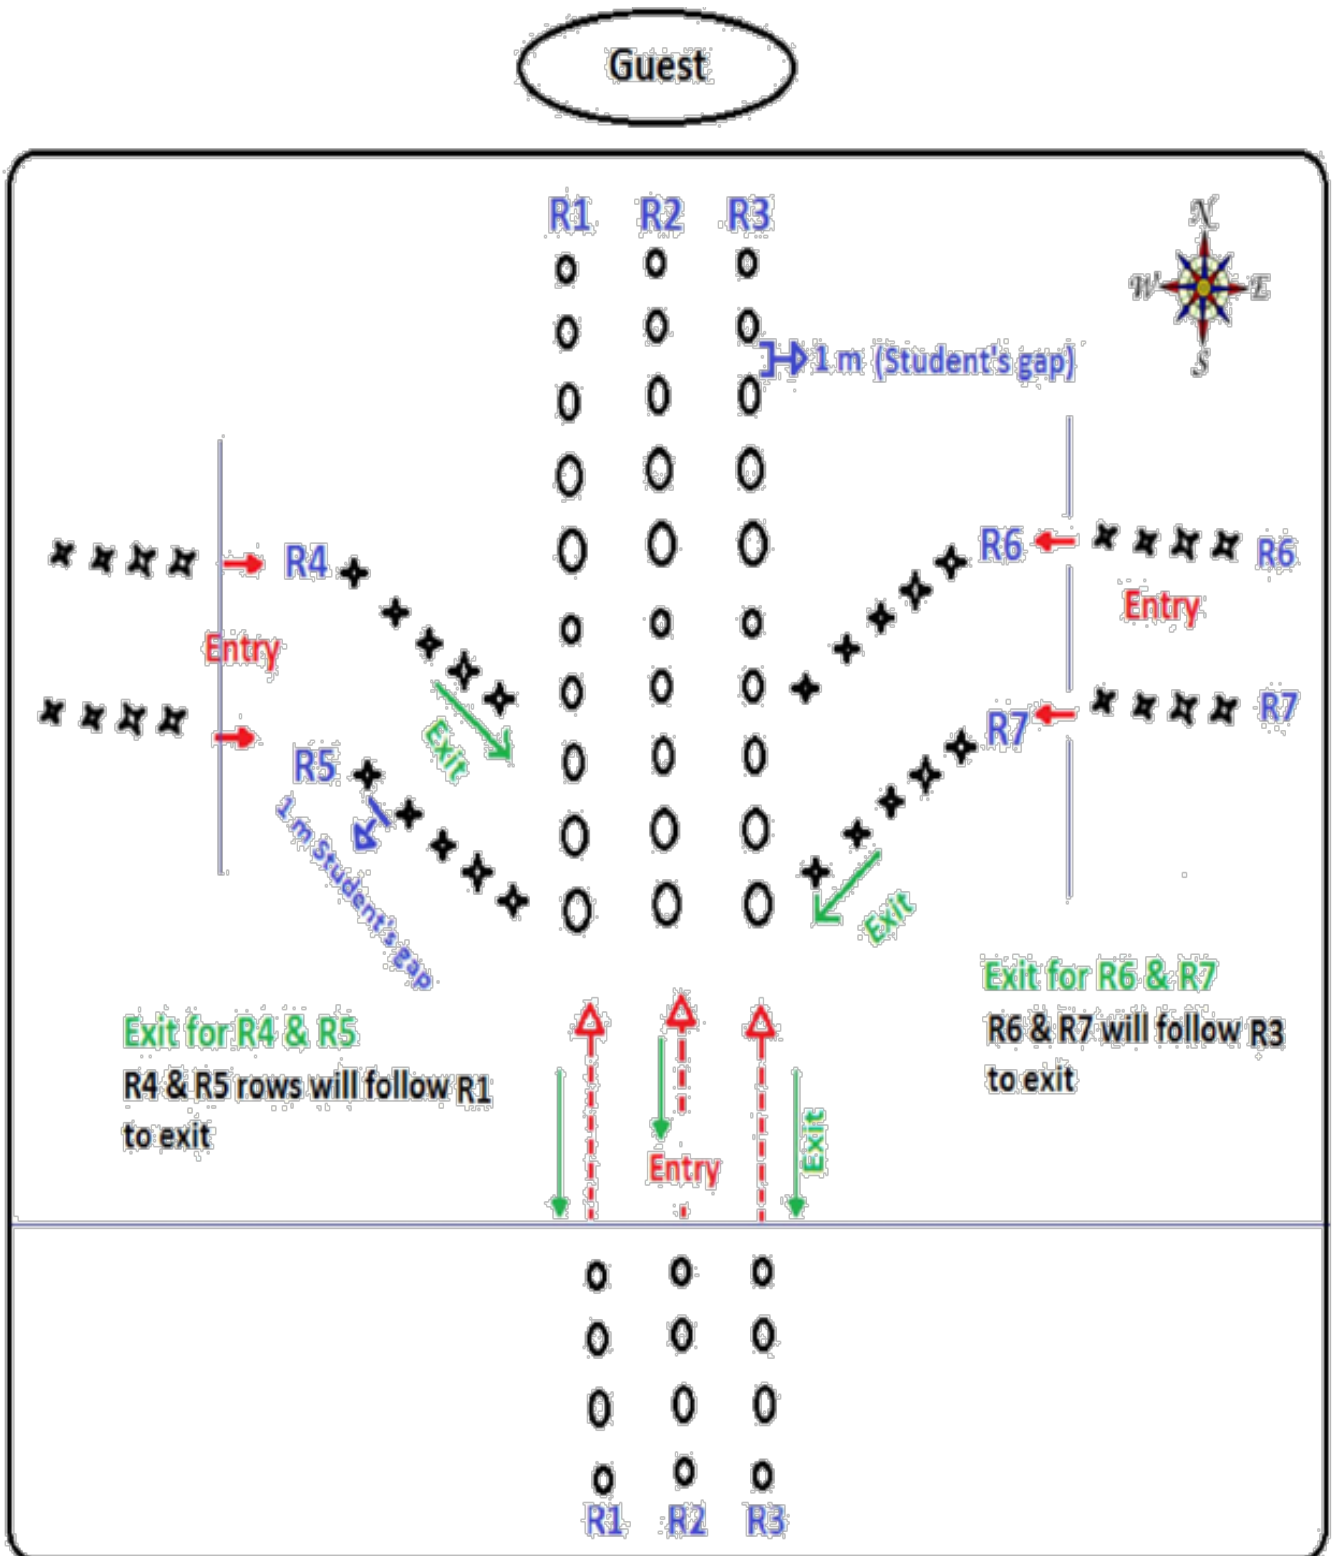 Guest
R1 R2 R3
N
W E
S
1 m (Student's gap)
R4
R6
R6
Entry
Entry
R7
R7
Exit
R5
1 m Student's gap
Exit
Exit for R6 & R7
R6 & R7 will follow R3
to exit
Exit for R4 & R5
R4 & R5 rows will follow R1
to exit
Exit
Entry
R1 R2 R3